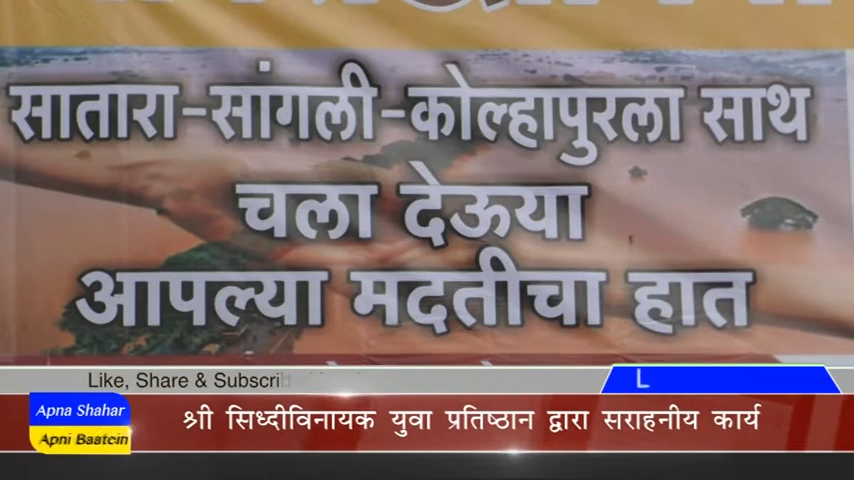 सातारा-सांगली-कोल्हापुरला साथ
चला देऊया
आपल्या मदतीचा हात
Like, Share & Subscri
L
Apna Shahar
Apni Baatein
श्री सिध्दीविनायक युवा प्रतिष्ठान द्वारा सराहनीय कार्य